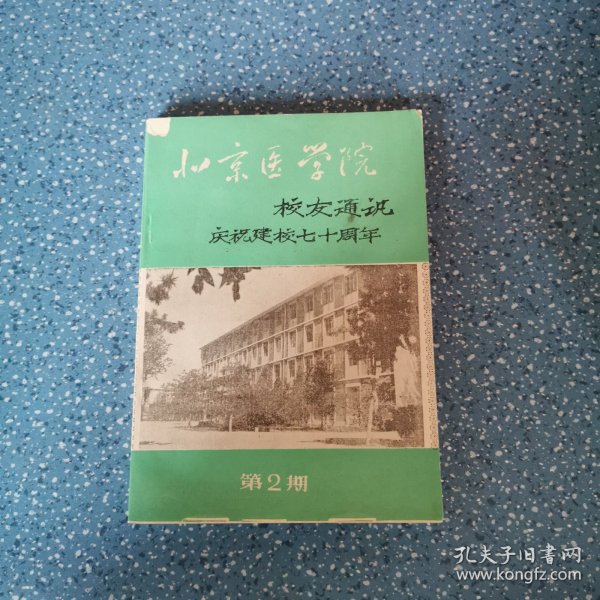 北京医学院
校友通讯
庆祝建校七十周年
第2期
孔夫子旧书网
www.kongfz.com